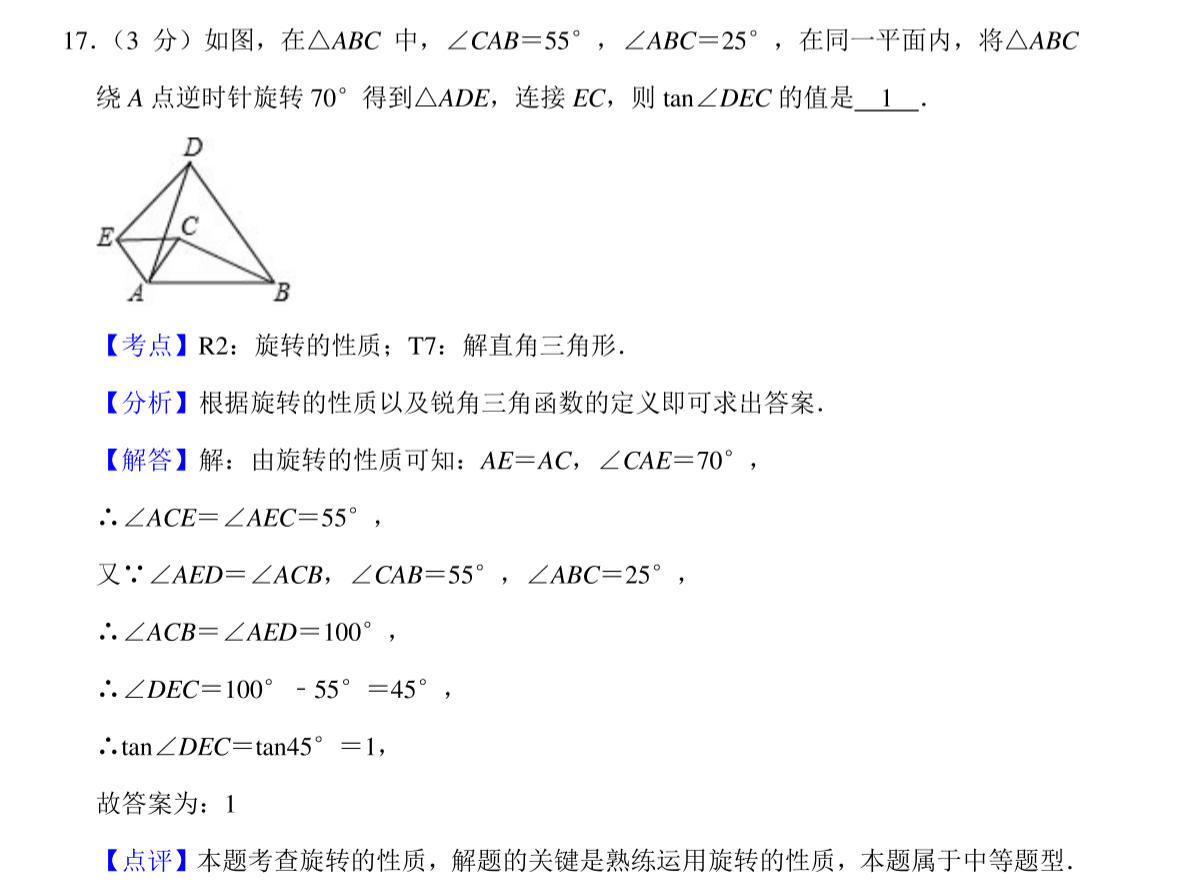 17.（3 分）如图，在△ABC 中，∠CAB＝55°，∠ABC＝25°，在同一平面内，将△ABC
绕 A 点逆时针旋转 70°得到△ADE，连接 EC，则 tan∠DEC 的值是 1 ．
D
C
E
A
B
【考点】R2：旋转的性质；T7：解直角三角形．
【分析】根据旋转的性质以及锐角三角函数的定义即可求出答案．
【解答】解：由旋转的性质可知：AE＝AC，∠CAE＝70°，
∴∠ACE＝∠AEC＝55°，
又∵∠AED＝∠ACB，∠CAB＝55°，∠ABC＝25°，
∴∠ACB＝∠AED＝100°，
∴∠DEC＝100°﹣55°＝45°，
∴tan∠DEC＝tan45°＝1，
故答案为：1
【点评】本题考查旋转的性质，解题的关键是熟练运用旋转的性质，本题属于中等题型．